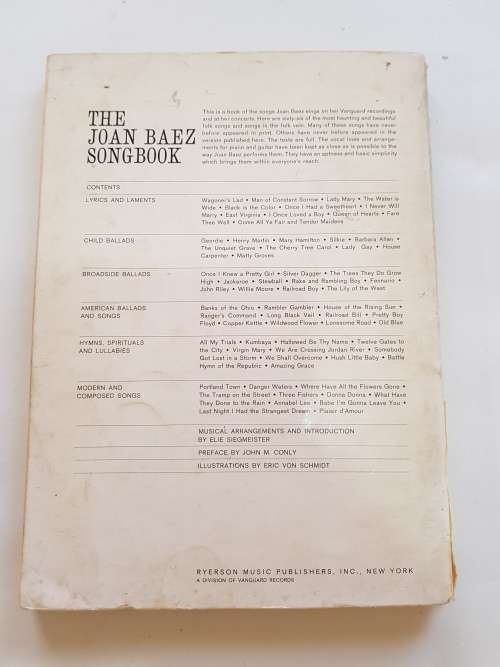 THE
JOAN BAEZ
SONGBOOK
This is a book of the songs Joan Baez sings on her Vanguard recordings
and at her concerts. Here are sixty-six of the most haunting and beautiful
folk songs and songs in the folk vein. Many of these songs have never
before appeared in print. Others have never before appeared in the
version published here. The texts are full. The vocal lines and arrange-
ments for piano and guitar have been kept as close as is possible to the
way Joan Baez performs them. They have an aptness and basic simplicity
which brings them within everyone's reach.
CONTENTS
LYRICS AND LAMENTS
Wagoner's Lad • Man of Constant Sorrow • Lady Mary • The Water is
Wide • Black is the Color • Once I Had a Sweetheart • I Never Will
Marry • East Virginia • I Once Loved a Boy • Queen of Hearts • Fare
Thee Well • Come All Ye Fair and Tender Maidens
CHILD BALLADS
Geordie • Henry Martin • Mary Hamilton • Silkie • Barbara Allen •
The Unquiet Grave • The Cherry Tree Carol • Lady Gay • House
Carpenter • Matty Groves
BROADSIDE BALLADS
Once I Knew a Pretty Girl • Silver Dagger • The Trees They Do Grow
High • Jackaroe • Stewball • Rake and Rambling Boy • Fennario •
John Riley • Willie Moore • Railroad Boy • The Lily of the West
AMERICAN BALLADS
AND SONGS
Banks of the Ohio • Rambler Gambler • House of the Rising Sun •
Ranger's Command • Long Black Veil • Railroad Bill • Pretty Boy
Floyd • Copper Kettle • Wildwood Flower • Lonesome Road • Old Blue
HYMNS, SPIRITUALS
AND LULLABIES
All My Trials • Kumbaya • Hallowed Be Thy Name • Twelve Gates to
the City • Virgin Mary • We Are Crossing Jordan River • Somebody
Got Lost in a Storm • We Shall Overcome • Hush Little Baby • Battle
Hymn of the Republic • Amazing Grace
MODERN AND
COMPOSED SONGS
Portland Town • Danger Waters • Where Have All the Flowers Gone •
The Tramp on the Street • Three Fishers • Donna Donna • What Have
They Done to the Rain • Annabel Lee • Babe I'm Gonna Leave You •
Last Night I Had the Strangest Dream • Plaisir d'Amour
MUSICAL ARRANGEMENTS AND INTRODUCTION
BY ELIE SIEGMEISTER
PREFACE BY JOHN M. CONLY
ILLUSTRATIONS BY ERIC VON SCHMIDT
RYERSON MUSIC PUBLISHERS, INC., NEW YORK
A DIVISION OF VANGUARD RECORDS